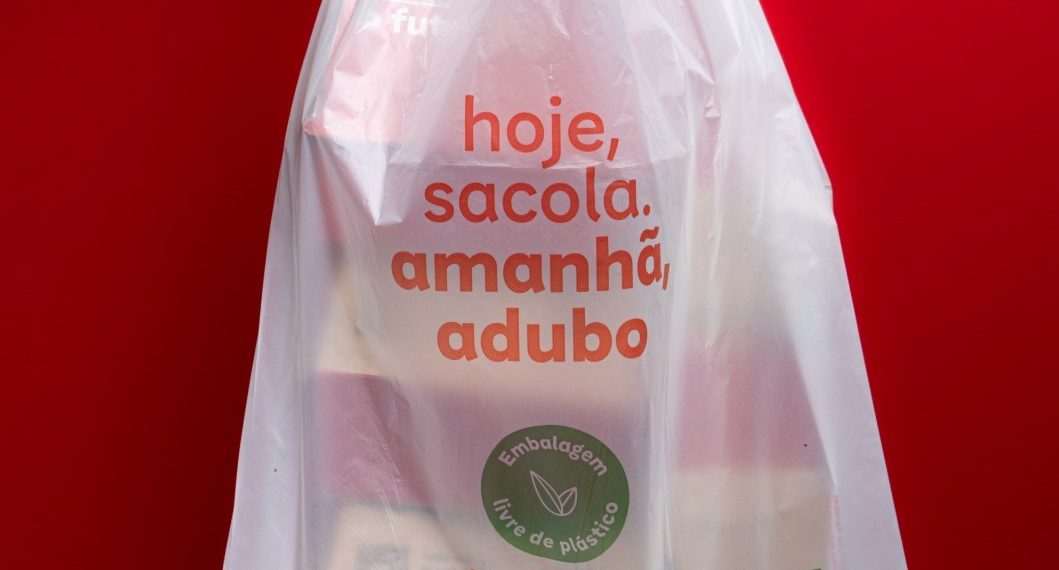 hoje,
sacola.
amanhã,
adubo
Embalagem
livre de plástico